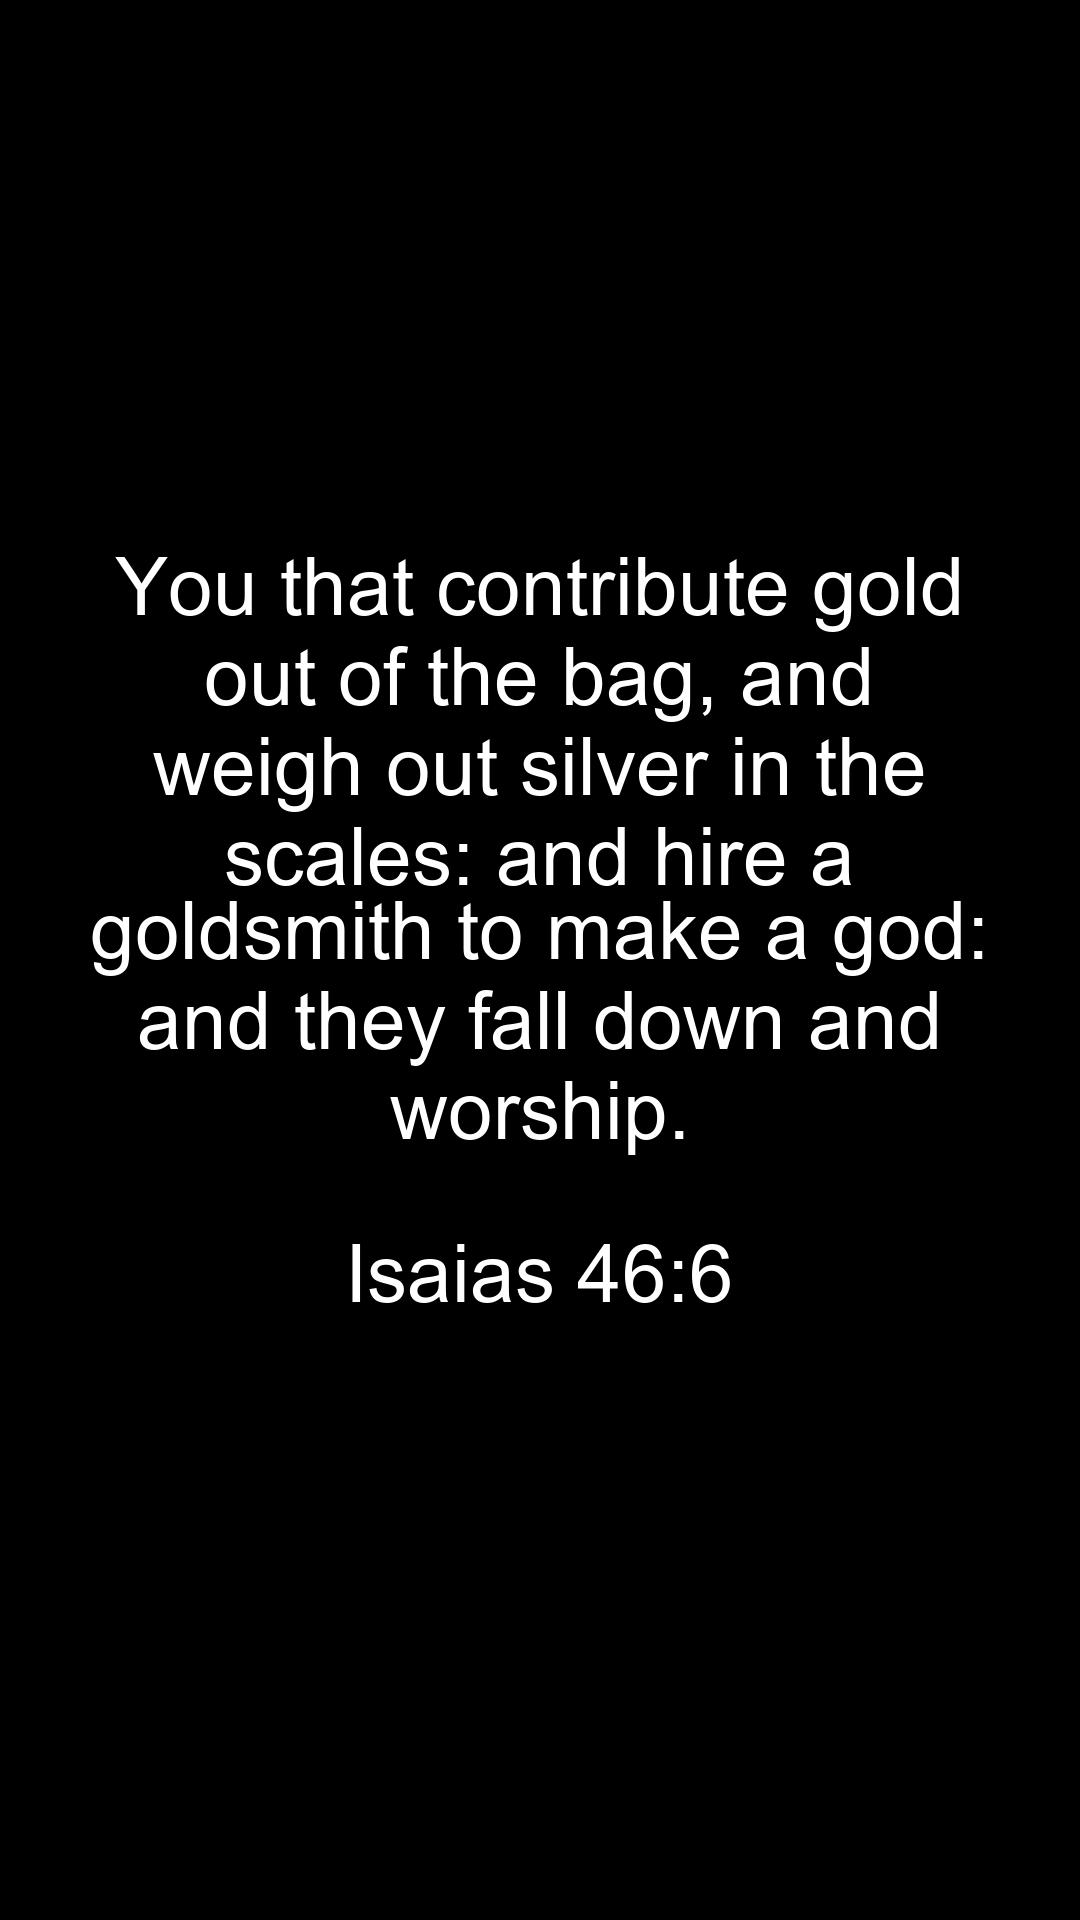 You that contribute gold
out of the bag, and
weigh out silver in the
scales: and hire a
goldsmith to make a god:
and they fall down and
worship.
Isaias 46:6